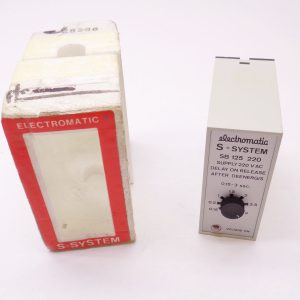 ELECTROMATIC
S-SYSTEM
electromatic
S-SYSTEM
SB 125 220
SUPPLY 220 V AC
DELAY ON RELEASE
AFTER DEENERGIS
0,15-3 sec